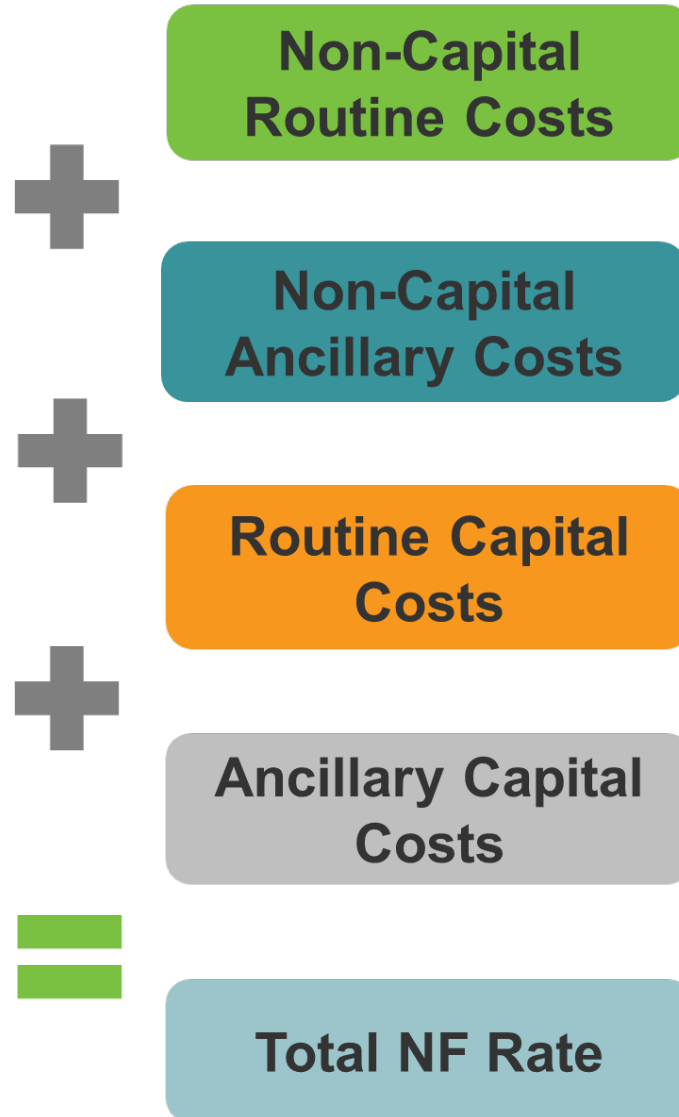 Non-Capital
Routine Costs
Non-Capital
Ancillary Costs
Routine Capital
Costs
Ancillary Capital
Costs
Total NF Rate